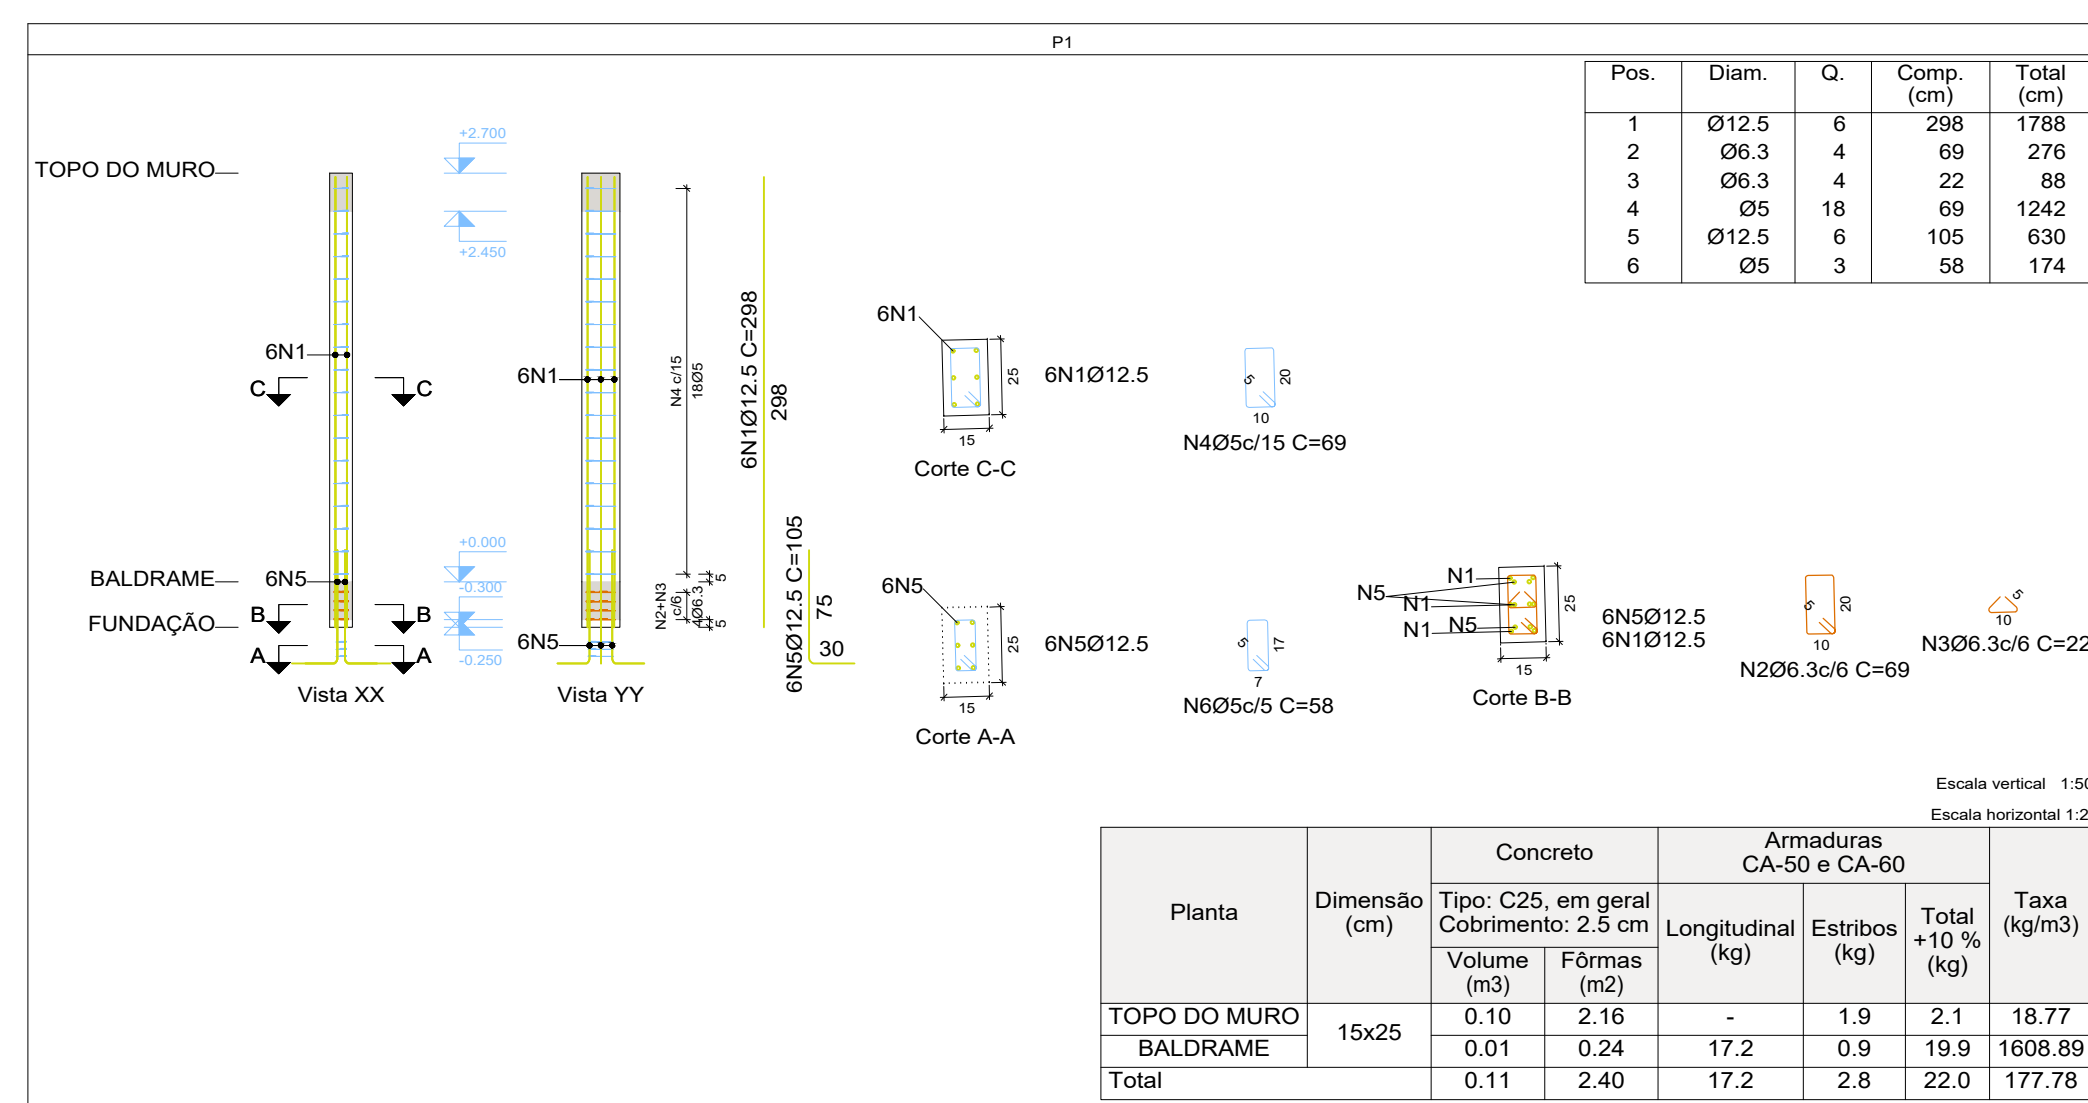 P1
Pos. Diam. Q. Comp. (cm) Total (cm)
1 Ø12.5 6 298 1788
2 Ø6.3 4 69 276
3 Ø6.3 4 22 88
4 Ø5 18 69 1242
5 Ø12.5 6 105 630
6 Ø5 3 58 174
TOPO DO MURO
BALDRAME
FUNDAÇÃO
6N1
C C
6N5
B B
A A
Vista XX
+2.700
+2.450
+0.000
-0.300
-0.250
6N1
6N5
Vista YY
N4 c/15
18Ø5
5
N2+N3
c/6
4Ø6.3
5
6N1Ø12.5 C=298
298
6N5Ø12.5 C=105
75
30
6N1
25
15
6N1Ø12.5
Corte C-C
5
20
10
N4Ø5c/15 C=69
6N5
25
15
6N5Ø12.5
Corte A-A
5
17
7
N6Ø5c/5 C=58
N1
N5
N1
N5
N1
25
15
6N5Ø12.5
6N1Ø12.5
Corte B-B
5
20
10
N2Ø6.3c/6 C=69
5
10
N3Ø6.3c/6 C=22
Escala vertical 1:50
Escala horizontal 1:2
Planta
Dimensão
(cm)
Concreto
Tipo: C25, em geral
Cobrimento: 2.5 cm
Volume
(m3)
Fôrmas
(m2)
Armaduras
CA-50 e CA-60
Longitudinal
(kg)
Estribos
(kg)
Total
+10 %
(kg)
Taxa
(kg/m3)
TOPO DO MURO 15x25 0.10 2.16 - 1.9 2.1 18.77
BALDRAME 0.01 0.24 17.2 0.9 19.9 1608.89
Total 0.11 2.40 17.2 2.8 22.0 177.78